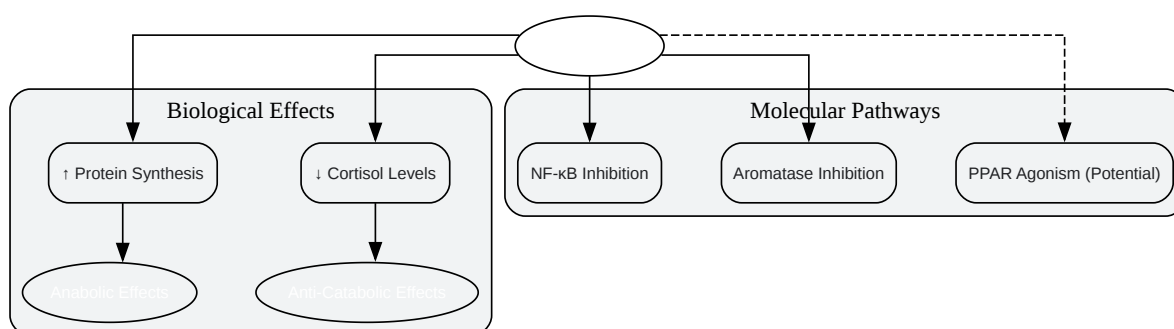 Biological Effects
Molecular Pathways
↑ Protein Synthesis
↓ Cortisol Levels
NF-κB Inhibition
Aromatase Inhibition
PPAR Agonism (Potential)
Anabolic Effects
Anti-Catabolic Effects